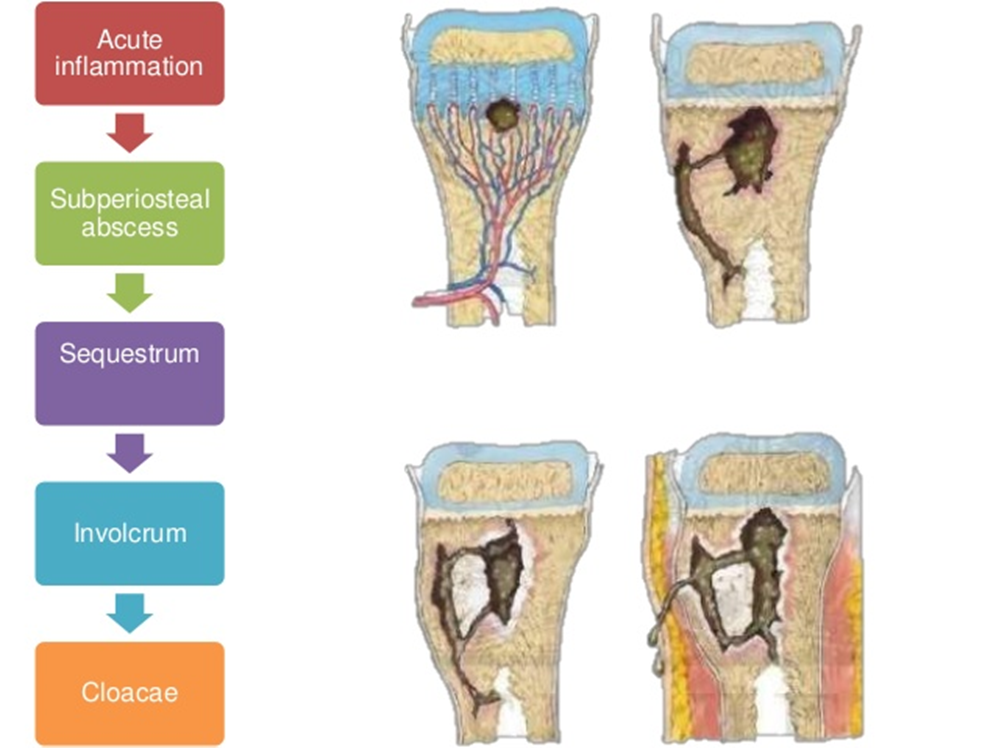 Acute
inflammation
Subperiosteal
abscess
Sequestrum
Involcrum
Cloacae